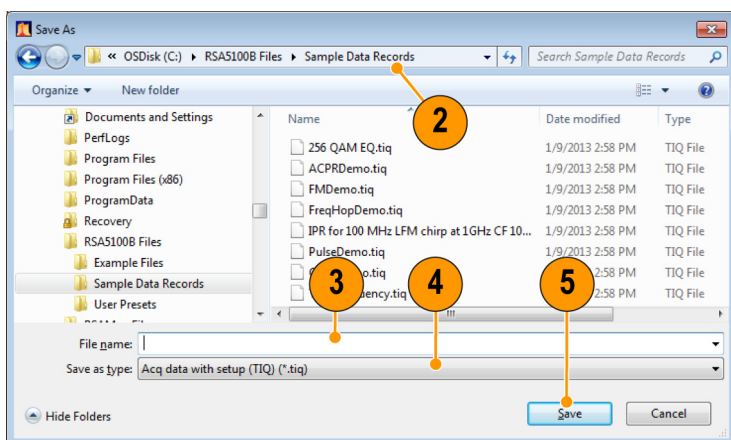 Save As
« OSDisk (C:) ▸ RSA5100B Files ▸ Sample Data Records
Search Sample Data Records
Organize ▼ New folder
Documents and Settings
PerfLogs
Program Files
Program Files (x86)
ProgramData
Recovery
RSA5100B Files
Example Files
Sample Data Records
User Presets
Name Date modified Type
256 QAM EQ.tiq 1/9/2013 2:58 PM TIQ File
ACPRDemo.tiq 1/9/2013 2:58 PM TIQ File
FMDemo.tiq 1/9/2013 2:58 PM TIQ File
FreqHopDemo.tiq 1/9/2013 2:58 PM TIQ File
IPR for 100 MHz LFM chirp at 1GHz CF 10... 1/9/2013 2:58 PM TIQ File
PulseDemo.tiq 1/9/2013 2:58 PM TIQ File
2:58 PM TIQ File
2:58 PM TIQ File
2
3
4
5
File name:
Save as type: Acq data with setup (TIQ) (*.tiq)
Hide Folders
Save
Cancel